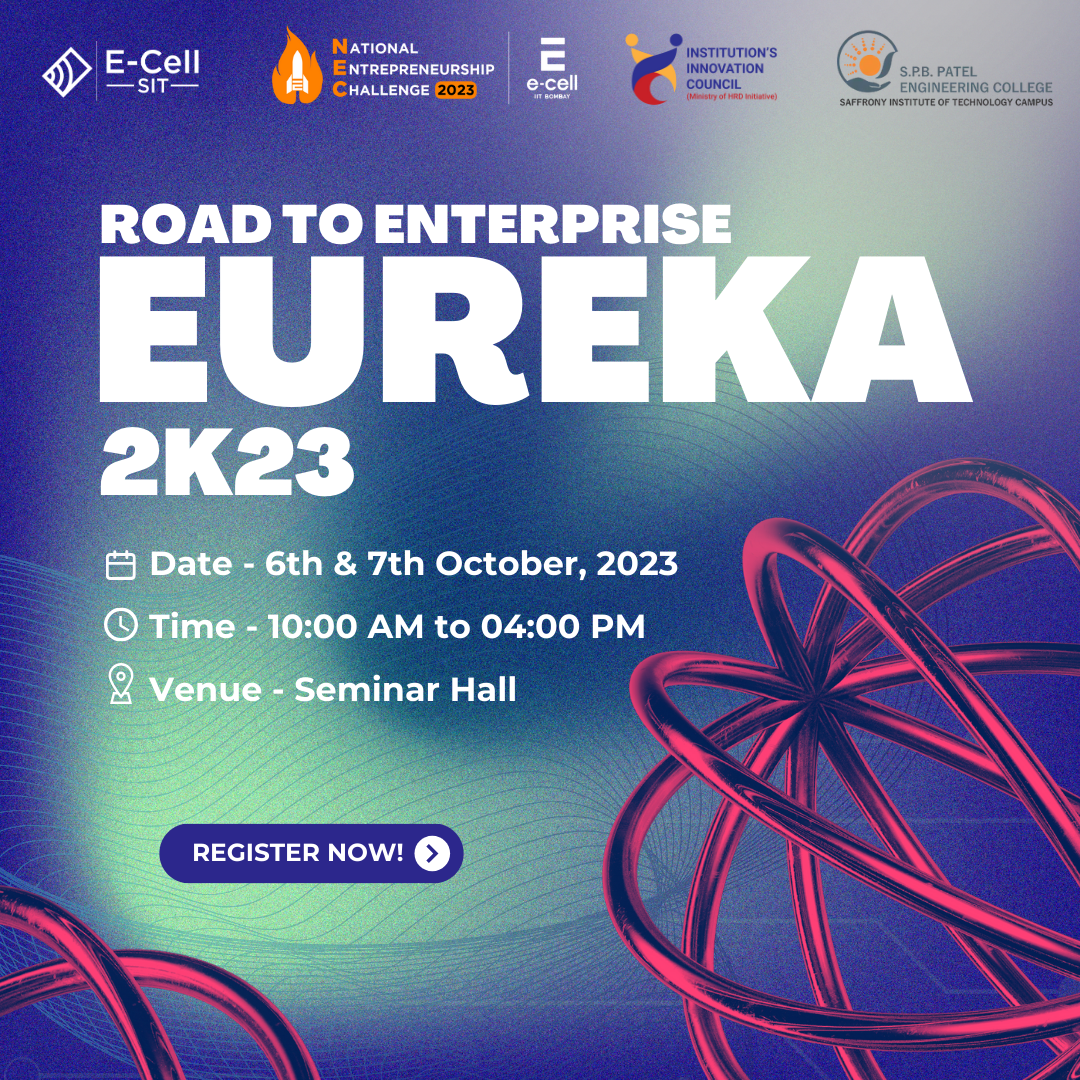 E-Cell
SIT
NATIONAL
ENTREPRENEURSHIP
CHALLENGE 2023
e-cell
IIT BOMBAY
INSTITUTION'S
INNOVATION
COUNCIL
(Ministry of HRD Initiative)
S.P.B. PATEL
ENGINEERING COLLEGE
SAFFRONY INSTITUTE OF TECHNOLOGY CAMPUS
ROAD TO ENTERPRISE
EUREKA
2K23
Date - 6th & 7th October, 2023
Time - 10:00 AM to 04:00 PM
Venue - Seminar Hall
REGISTER NOW!